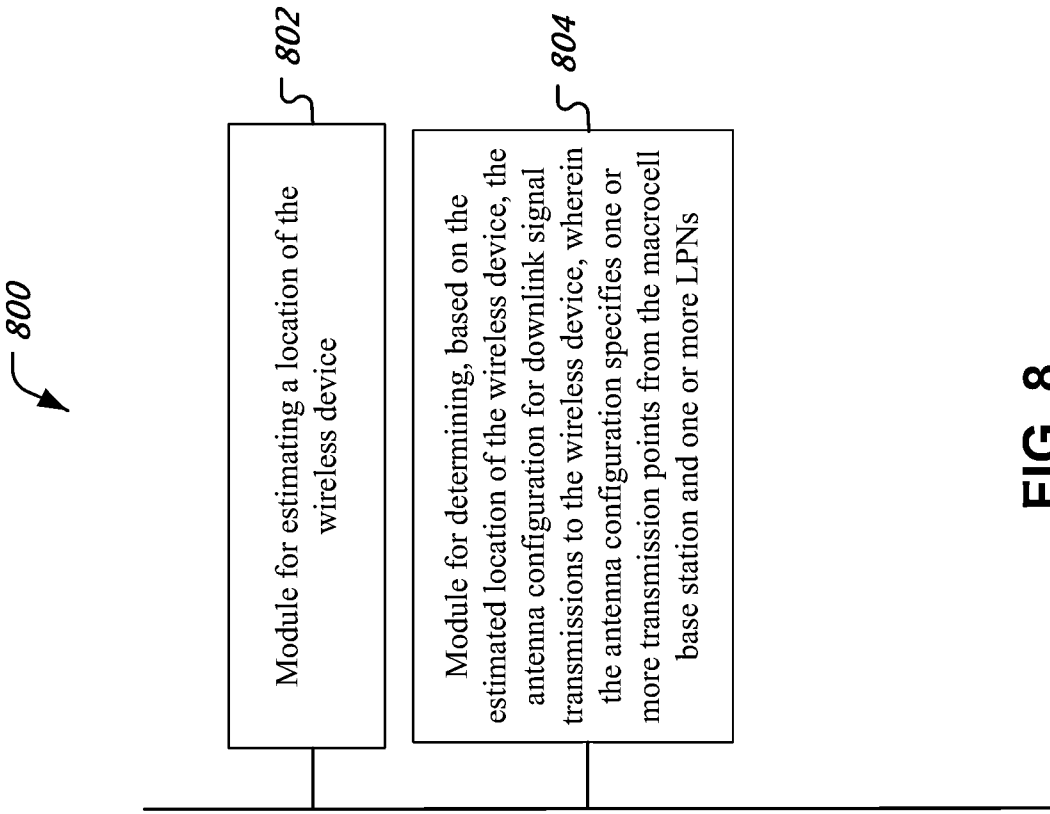 800
802
Module for estimating a location of the
wireless device
804
Module for determining, based on the
estimated location of the wireless device, the
antenna configuration for downlink signal
transmissions to the wireless device, wherein
the antenna configuration specifies one or
more transmission points from the macrocell
base station and one or more LPNs
FIG. 8